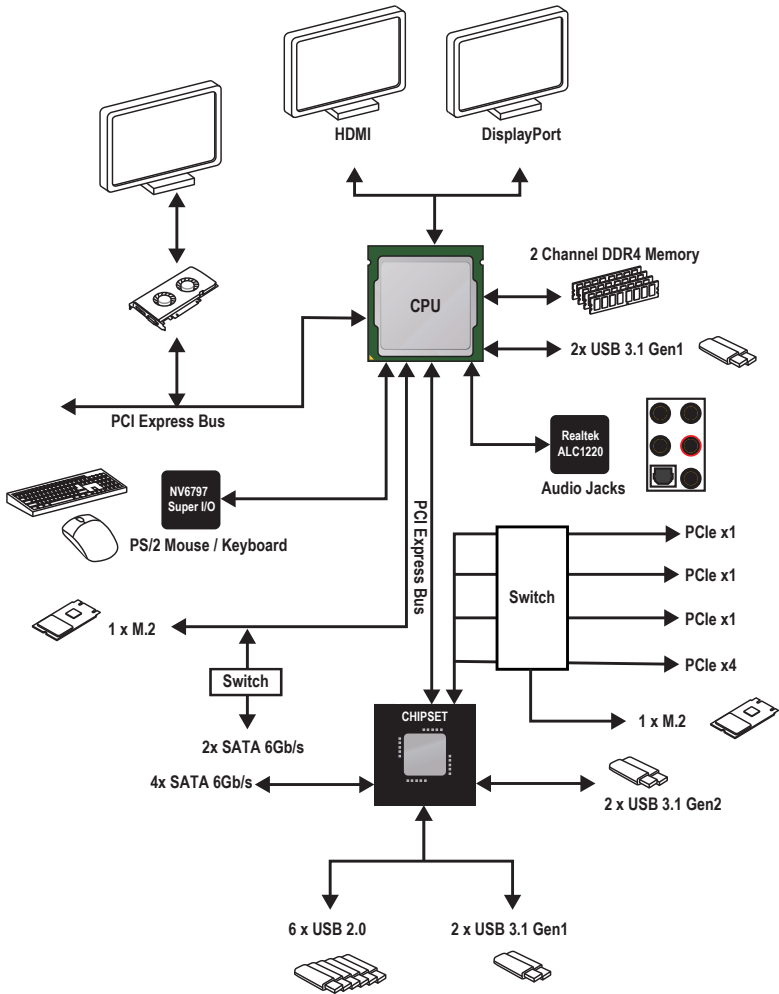 HDMI
DisplayPort
2 Channel DDR4 Memory
CPU
2x USB 3.1 Gen1
PCI Express Bus
Realtek
ALC1220
Audio Jacks
NV6797
Super I/O
PS/2 Mouse / Keyboard
PCI Express Bus
PCIe x1
PCIe x1
Switch
PCIe x1
PCIe x4
1 x M.2
Switch
1 x M.2
CHIPSET
2x SATA 6Gb/s
4x SATA 6Gb/s
2 x USB 3.1 Gen2
6 x USB 2.0
2 x USB 3.1 Gen1